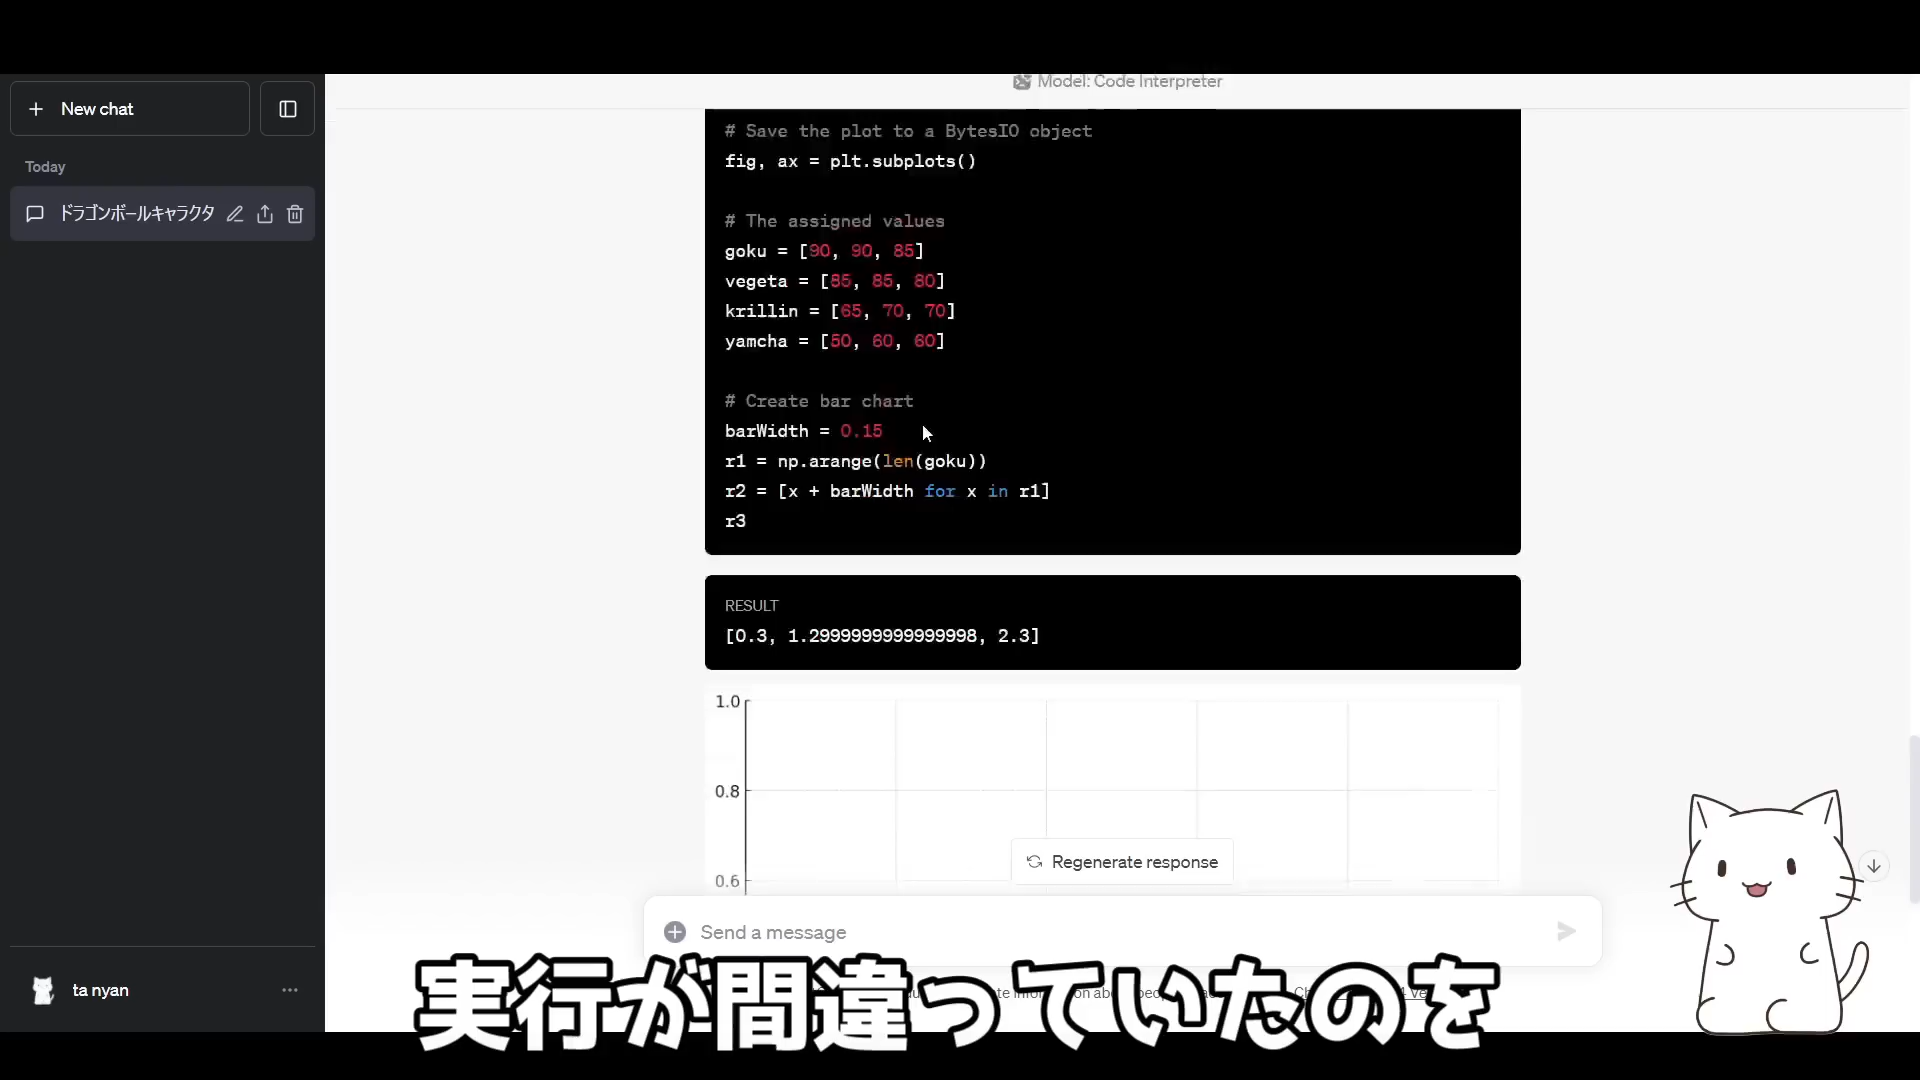 Model: Code Interpreter
New chat
Today
ドラゴンボールキャラクタ
# Save the plot to a BytesIO object
fig, ax = plt.subplots()
# The assigned values
goku = [90, 90, 85]
vegeta = [85, 85, 80]
krillin = [65, 70, 70]
yamcha = [50, 60, 60]
# Create bar chart
barWidth = 0.15
r1 = np.arange(len(goku))
r2 = [x + barWidth for x in r1]
r3
RESULT
[0.3, 1.2999999999999998, 2.3]
1.0
0.8
0.6
Regenerate response
Send a message
ta nyan
実行が間違っていたのを